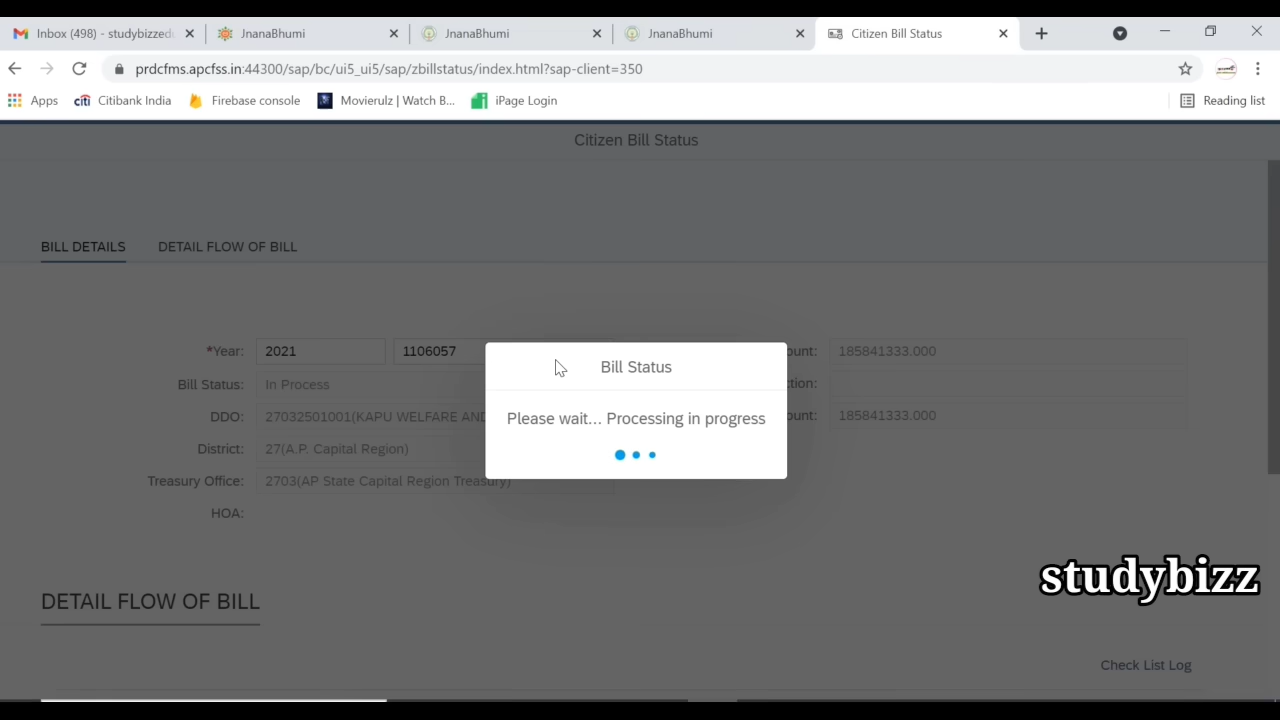 Inbox (498) - studybizzed
JnanaBhumi
JnanaBhumi
JnanaBhumi
Citizen Bill Status
prdcfms.apcfss.in:44300/sap/bc/ui5_ui5/sap/zbillstatus/index.html?sap-client=350
Apps
citi Citibank India
Firebase console
Movierulz | Watch B...
iPage Login
Reading list
Citizen Bill Status
BILL DETAILS
DETAIL FLOW OF BILL
*Year: 2021 1106057
ount: 185841333.000
Bill Status: In Process
ction:
DDO: 27032501001(KAPU WELFARE AND
ount: 185841333.000
District: 27(A.P. Capital Region)
Treasury Office: 2703(AP State Capital Region Treasury)
HOA:
Bill Status
Please wait... Processing in progress
studybizz
DETAIL FLOW OF BILL
Check List Log